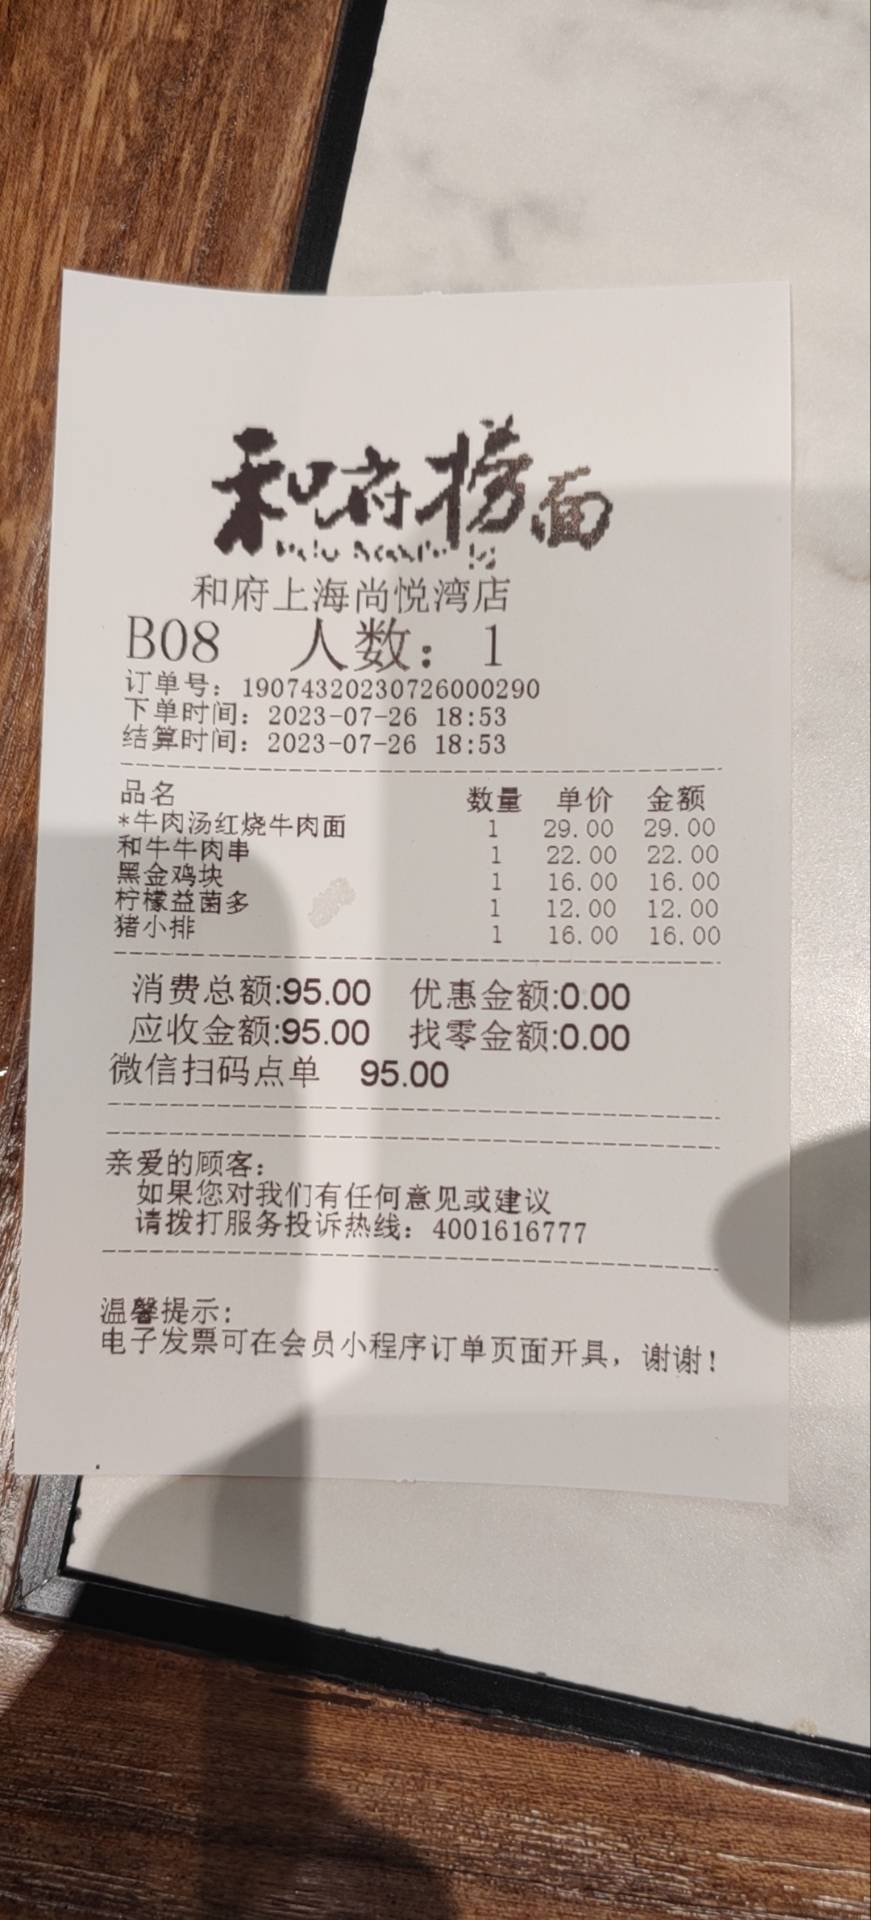 和府捞面
和府上海尚悦湾店
B08 人数：1
订单号：19074320230726000290
下单时间：2023-07-26 18:53
结算时间：2023-07-26 18:53
品名 数量 单价 金额
*牛肉汤红烧牛肉面 1 29.00 29.00
和牛牛肉串 1 22.00 22.00
黑金鸡块 1 16.00 16.00
柠檬益菌多 1 12.00 12.00
猪小排 1 16.00 16.00
消费总额:95.00 优惠金额:0.00
应收金额:95.00 找零金额:0.00
微信扫码点单 95.00
亲爱的顾客：
如果您对我们有任何意见或建议
请拨打服务投诉热线：4001616777
温馨提示：
电子发票可在会员小程序订单页面开具，谢谢！